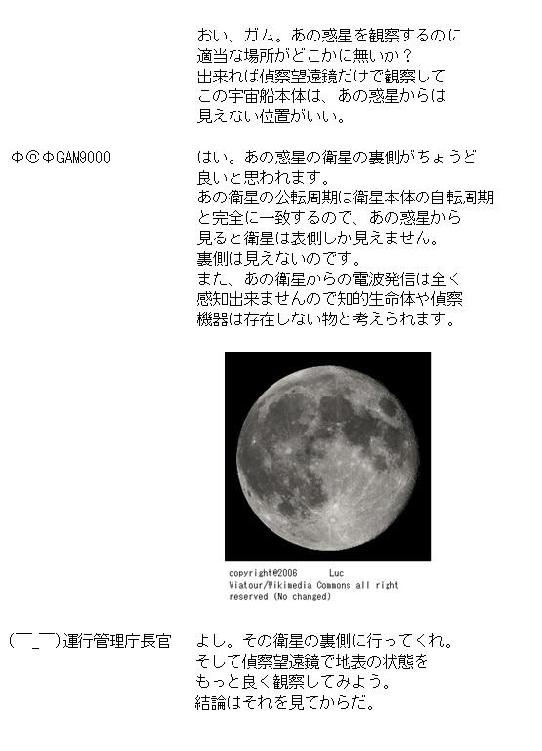 おい、ガム。あの惑星を観察するのに
適当な場所がどこかに無いか？
出来れば偵察望遠鏡だけで観察して
この宇宙船本体は、あの惑星からは
見えない位置がいい。
Φ@ΦGAM9000 はい。あの惑星の衛星の裏側がちょうど
良いと思われます。
あの衛星の公転周期は衛星本体の自転周期
と完全に一致するので、あの惑星から
見ると衛星は表側しか見えません。
裏側は見えないのです。
また、あの衛星からの電波発信は全く
感知出来ませんので知的生命体や偵察
機器は存在しない物と考えられます。
copyright@2006 Luc
Viatour/Wikimedia Commons all right
reserved (No changed)
(￣_￣)運行管理庁長官 よし。その衛星の裏側に行ってくれ。
そして偵察望遠鏡で地表の状態を
もっと良く観察してみよう。
結論はそれを見てからだ。